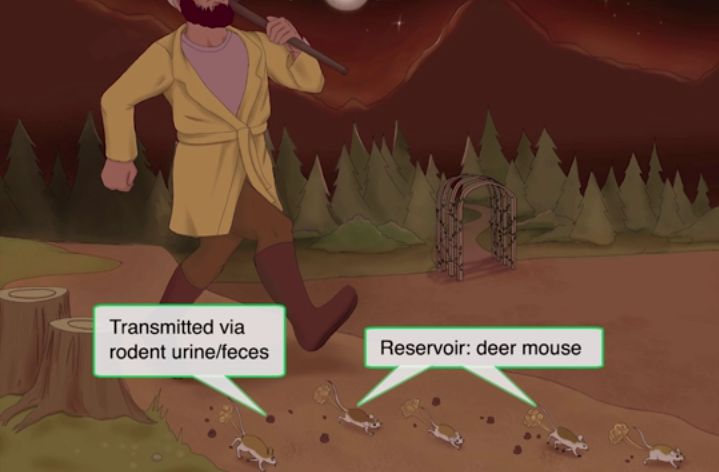 Transmitted via
rodent urine/feces
Reservoir: deer mouse